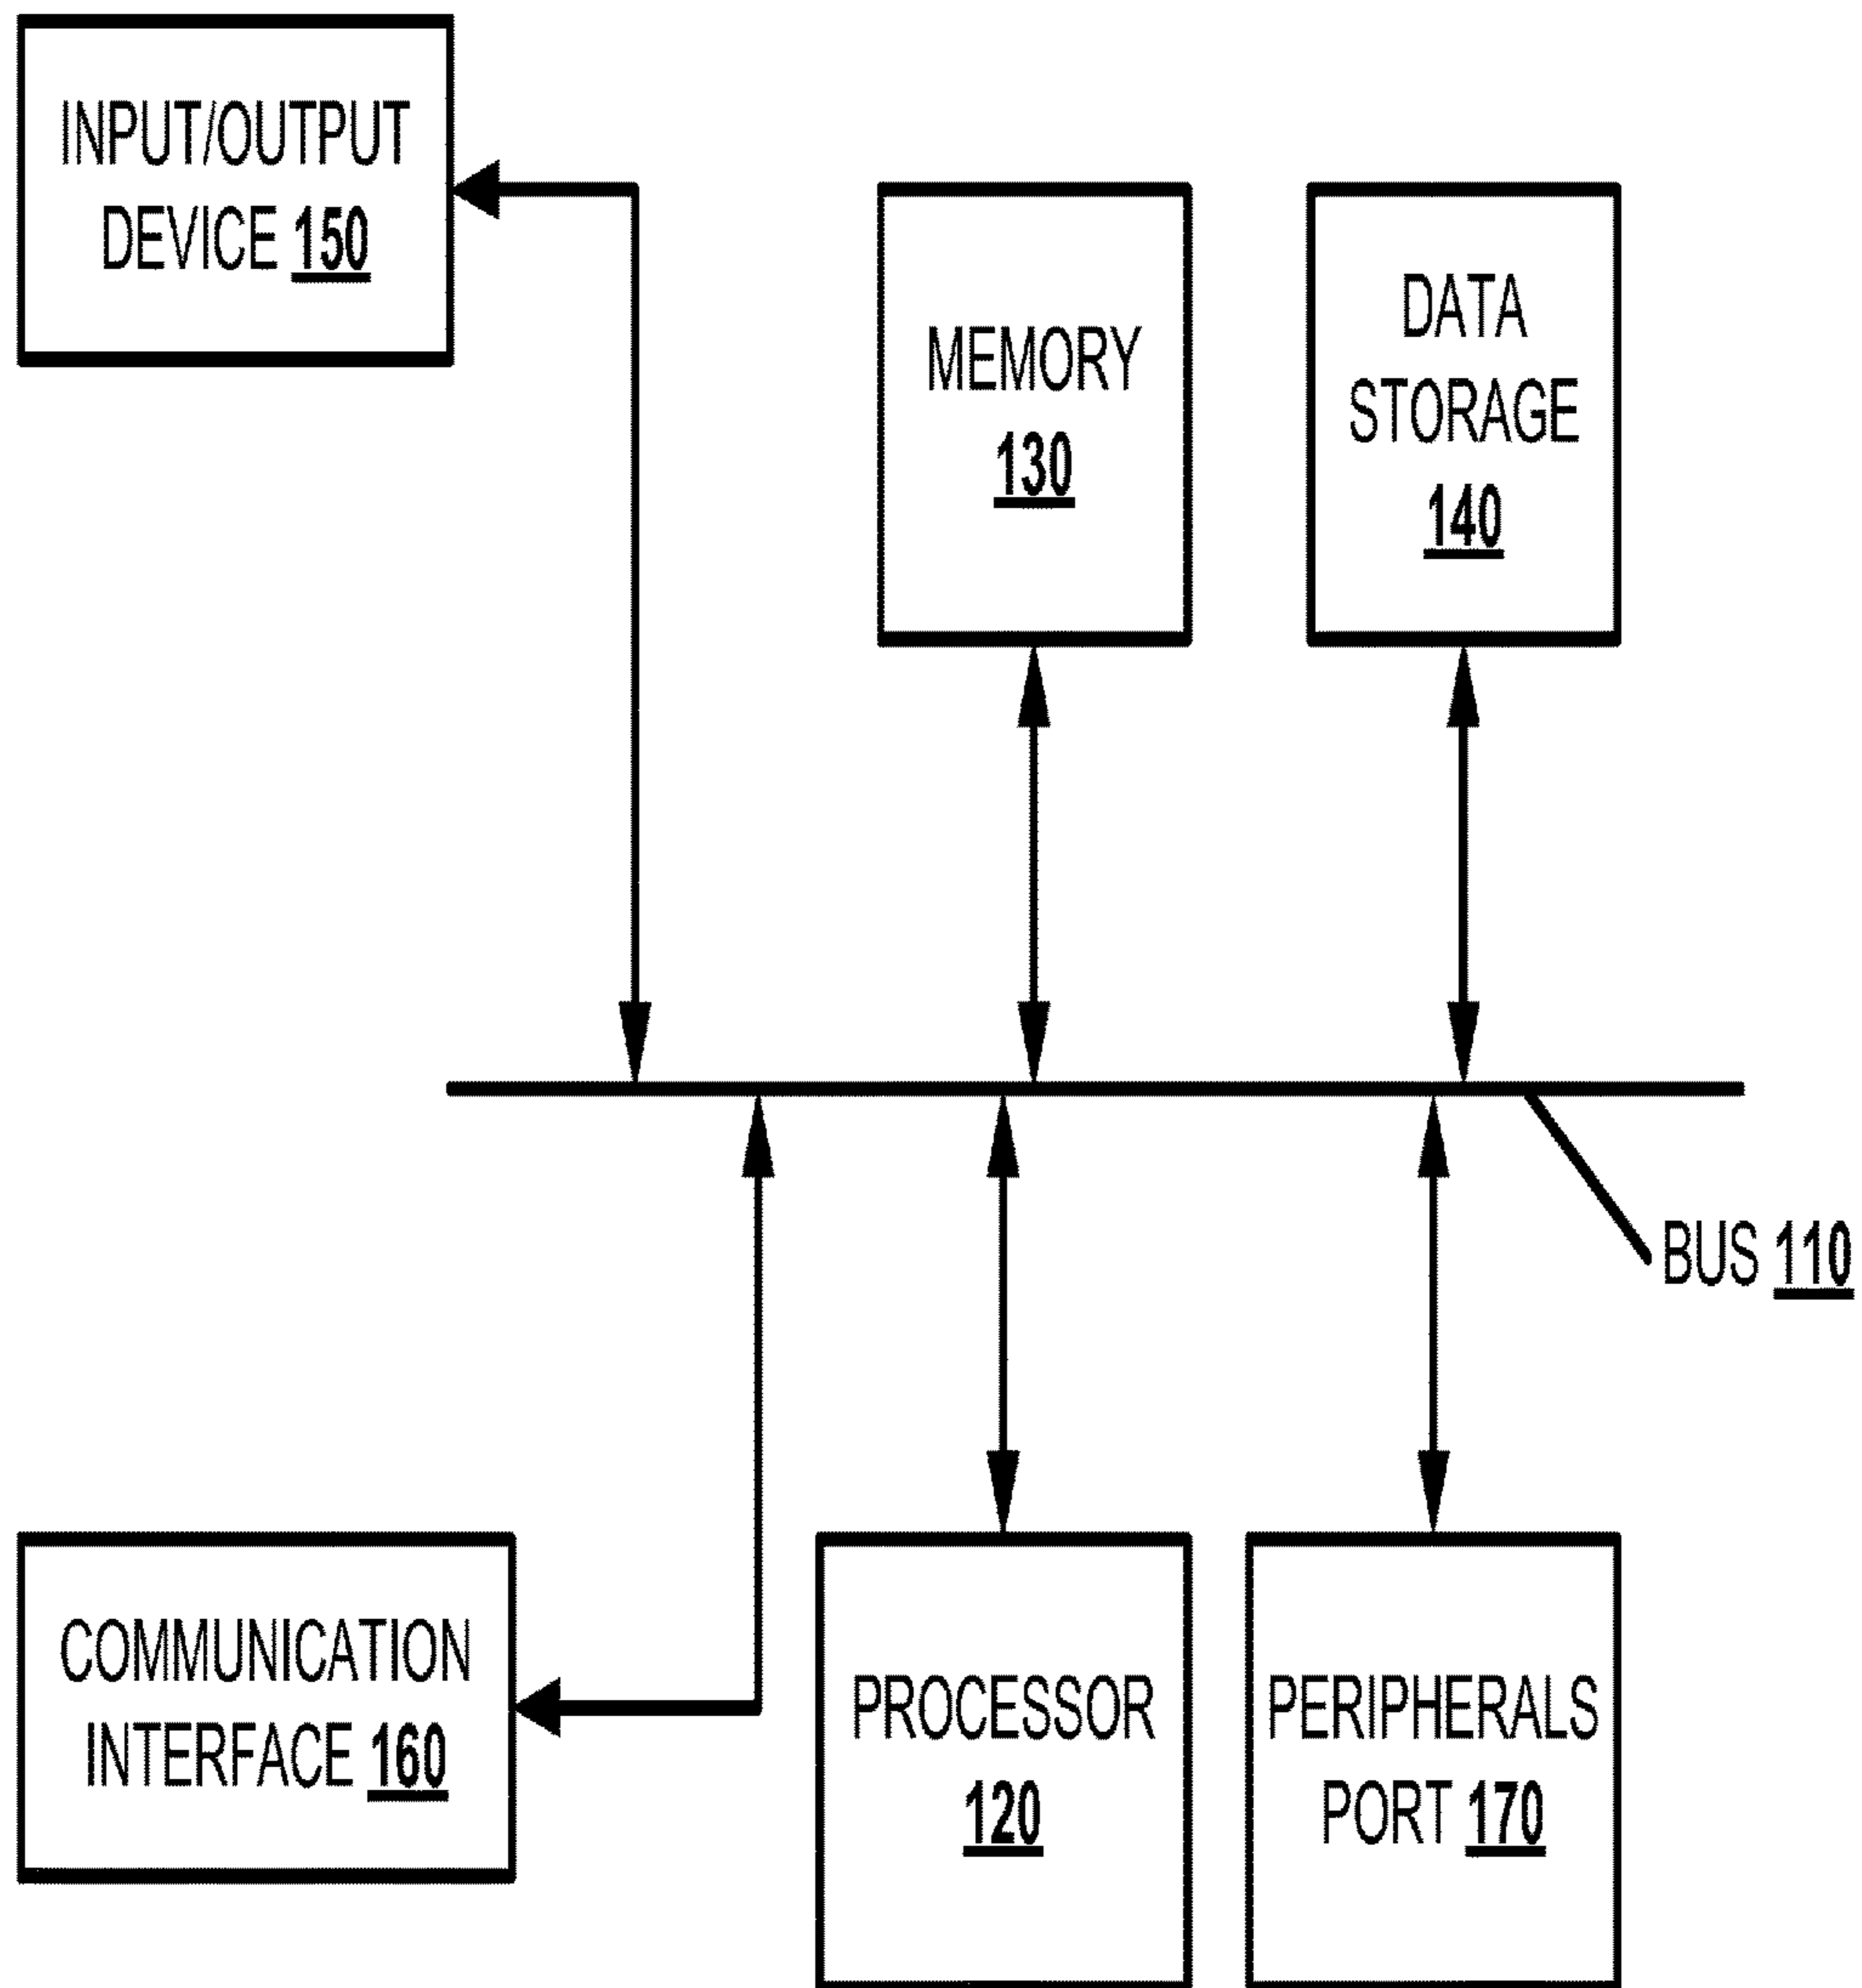 INPUT/OUTPUT
DEVICE 150
MEMORY
130
DATA
STORAGE
140
BUS 110
COMMUNICATION
INTERFACE 160
PROCESSOR
120
PERIPHERALS
PORT 170